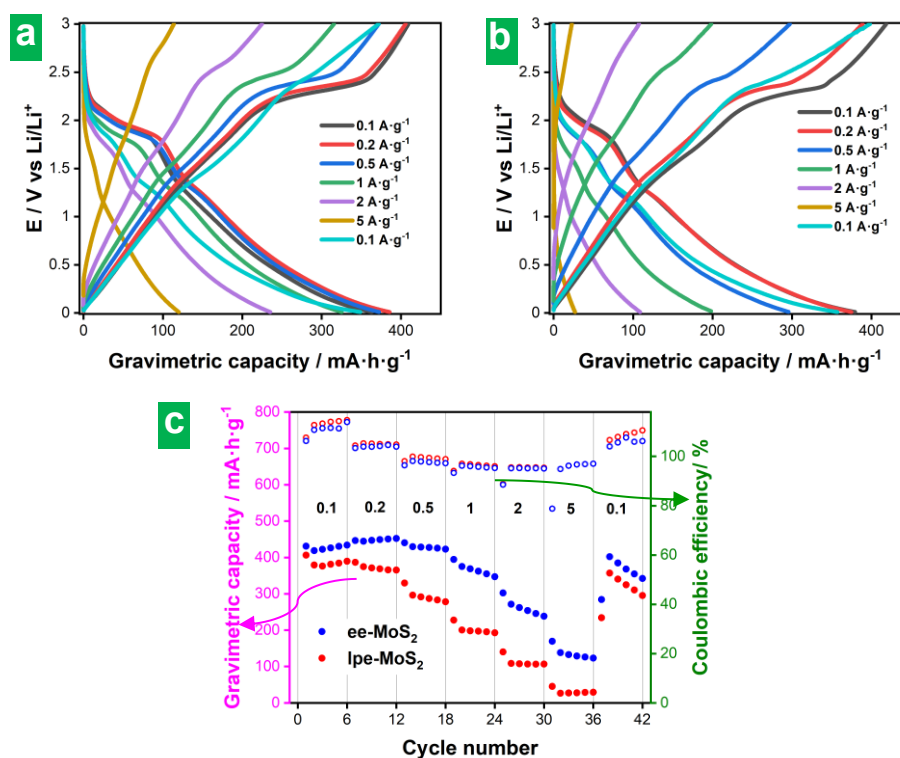 a
E / V vs Li/Li⁺
3
2.5
2
1.5
1
0.5
0
0.1 A·g⁻¹
0.2 A·g⁻¹
0.5 A·g⁻¹
1 A·g⁻¹
2 A·g⁻¹
5 A·g⁻¹
0.1 A·g⁻¹
0 100 200 300 400
Gravimetric capacity / mA·h·g⁻¹
b
E / V vs Li/Li⁺
3
2.5
2
1.5
1
0.5
0
0.1 A·g⁻¹
0.2 A·g⁻¹
0.5 A·g⁻¹
1 A·g⁻¹
2 A·g⁻¹
5 A·g⁻¹
0.1 A·g⁻¹
0 100 200 300 400
Gravimetric capacity / mA·h·g⁻¹
c
Gravimetric capacity / mA·h·g⁻¹
800
700
600
500
400
300
200
100
0
0.1 0.2 0.5 1 2 5 0.1
ee-MoS₂
lpe-MoS₂
100
80
60
40
20
0
Coulombic efficiency/ %
0 6 12 18 24 30 36 42
Cycle number